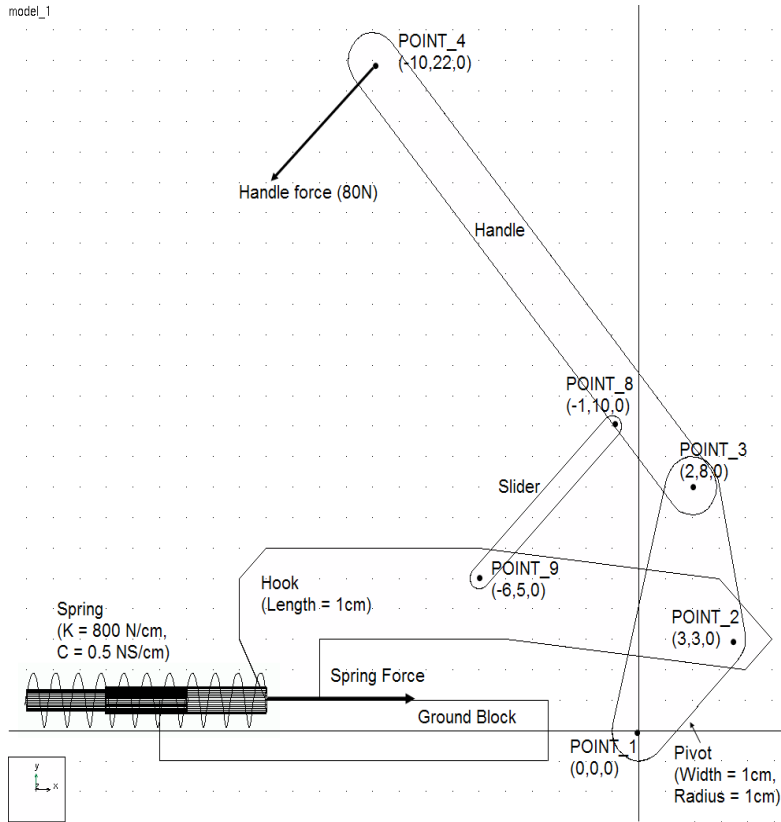 model_1
POINT_4
(-10,22,0)
Handle force (80N)
Handle
POINT_8
(-1,10,0)
POINT_3
(2,8,0)
Slider
POINT_9
(-6,5,0)
Hook
(Length = 1cm)
Spring
(K = 800 N/cm,
C = 0.5 NS/cm)
POINT_2
(3,3,0)
Spring Force
Ground Block
POINT_1
(0,0,0)
Pivot
(Width = 1cm,
Radius = 1cm)
y
z
x